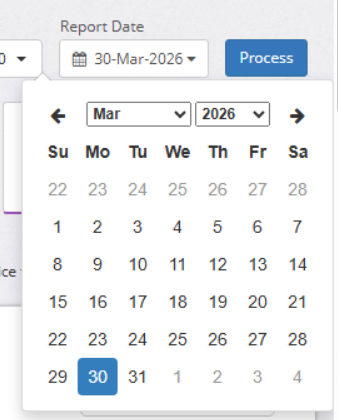 Report Date
0
30-Mar-2026
Process
Mar 2026
Su Mo Tu We Th Fr Sa
22 23 24 25 26 27 28
1 2 3 4 5 6 7
8 9 10 11 12 13 14
ice
15 16 17 18 19 20 21
22 23 24 25 26 27 28
29 30 31 1 2 3 4